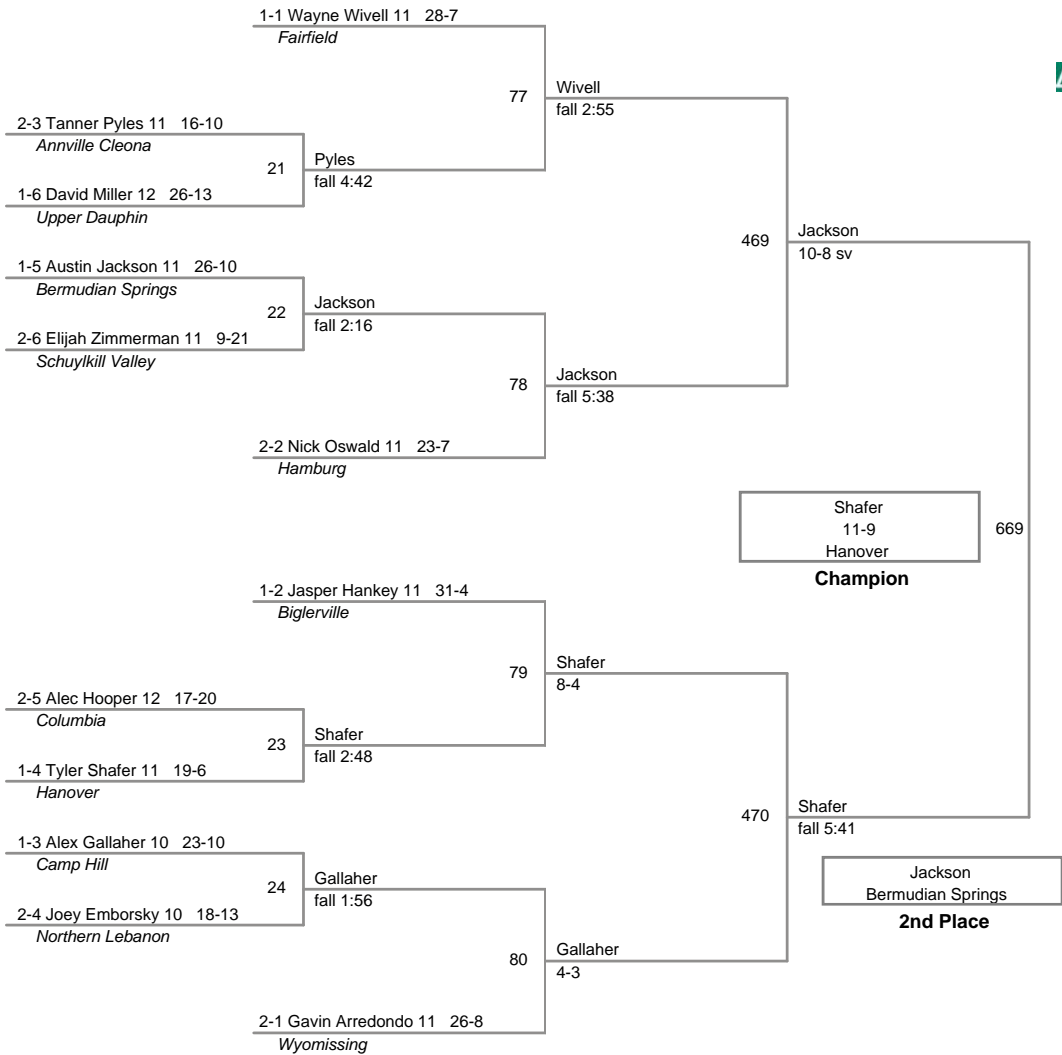 1-1 Wayne Wivell 11 28-7
Fairfield
77
Wivell
fall 2:55
2-3 Tanner Pyles 11 16-10
Annville Cleona
21
Pyles
fall 4:42
1-6 David Miller 12 26-13
Upper Dauphin
469
Jackson
10-8 sv
1-5 Austin Jackson 11 26-10
Bermudian Springs
22
Jackson
fall 2:16
2-6 Elijah Zimmerman 11 9-21
Schuylkill Valley
78
Jackson
fall 5:38
2-2 Nick Oswald 11 23-7
Hamburg
Shafer
11-9
Hanover
Champion
669
1-2 Jasper Hankey 11 31-4
Biglerville
79
Shafer
8-4
2-5 Alec Hooper 12 17-20
Columbia
23
Shafer
fall 2:48
1-4 Tyler Shafer 11 19-6
Hanover
470
Shafer
fall 5:41
1-3 Alex Gallaher 10 23-10
Camp Hill
24
Gallaher
fall 1:56
2-4 Joey Emborsky 10 18-13
Northern Lebanon
Jackson
Bermudian Springs
2nd Place
80
Gallaher
4-3
2-1 Gavin Arredondo 11 26-8
Wyomissing